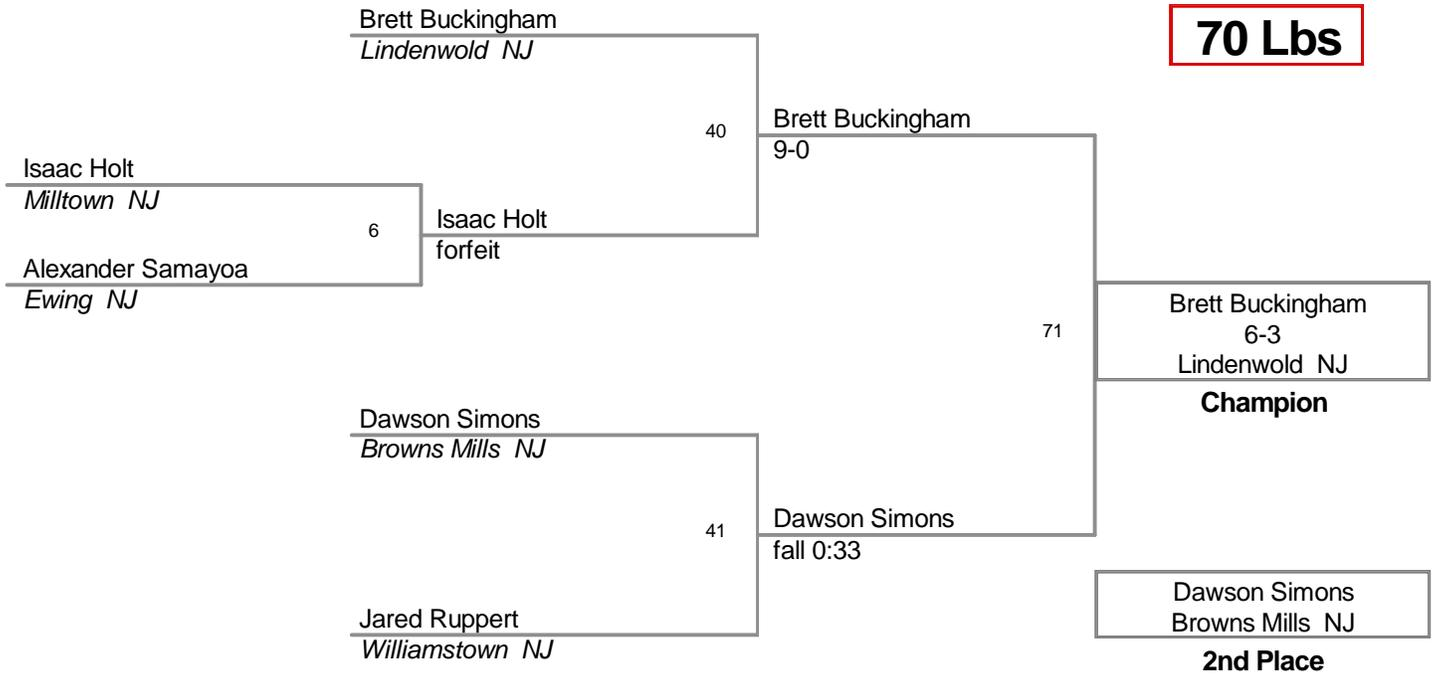 Brett Buckingham
Lindenwold NJ
70 Lbs
40
Brett Buckingham
9-0
Isaac Holt
Milltown NJ
6
Isaac Holt
forfeit
Alexander Samayoa
Ewing NJ
71
Brett Buckingham
6-3
Lindenwold NJ
Champion
Dawson Simons
Browns Mills NJ
41
Dawson Simons
fall 0:33
Jared Ruppert
Williamstown NJ
Dawson Simons
Browns Mills NJ
2nd Place